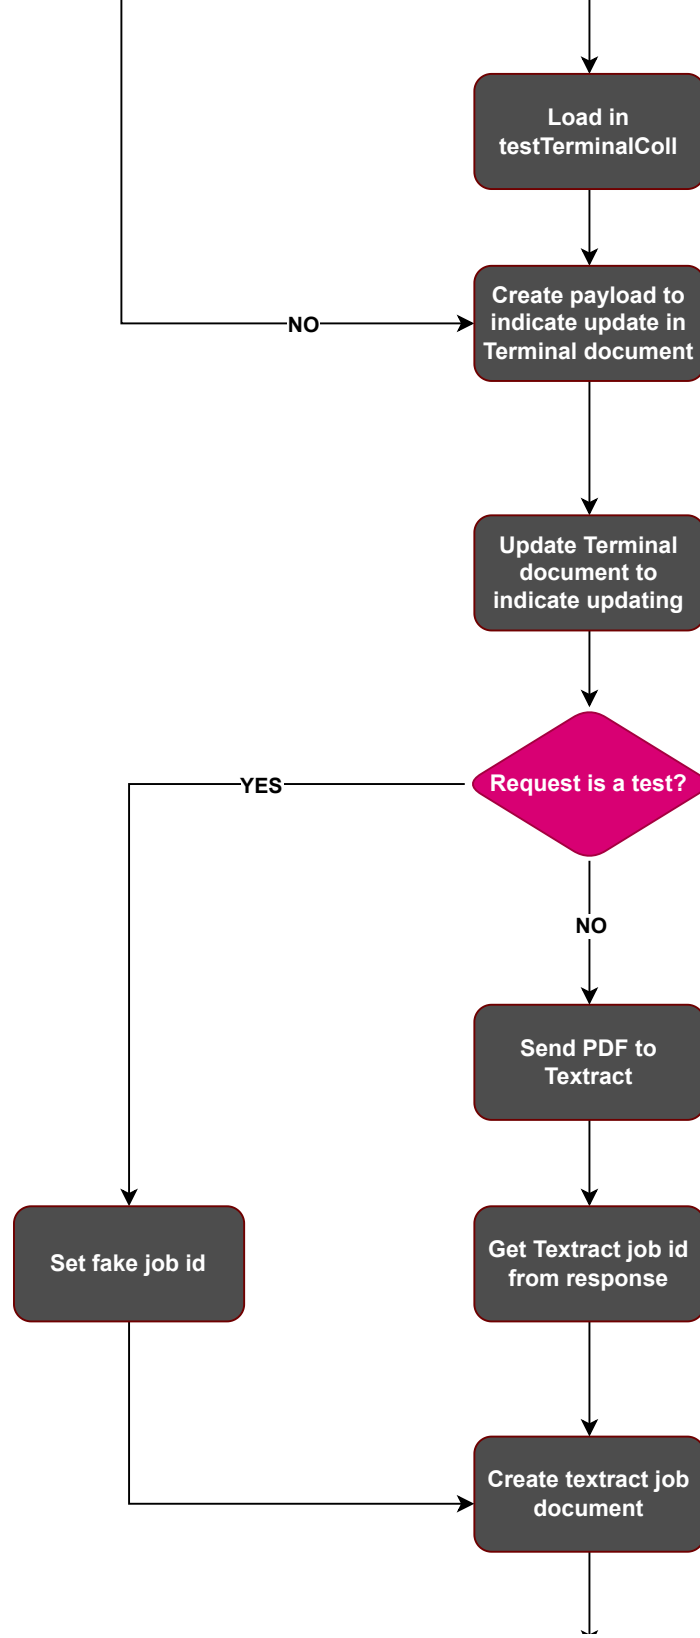 Load in
testTerminalColl
Create payload to
indicate update in
Terminal document
NO
Update Terminal
document to
indicate updating
Request is a test?
YES
NO
Send PDF to
Textract
Set fake job id
Get Textract job id
from response
Create textract job
document